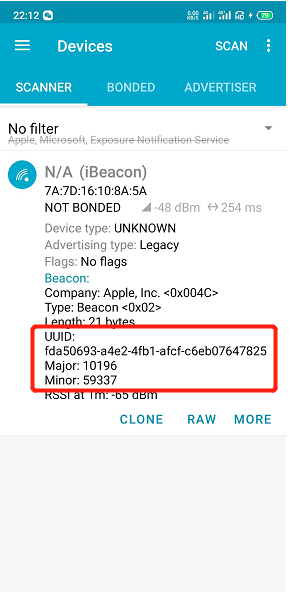 22:12
0.00 KB/S
4G
4G
79
Devices
SCAN
SCANNER
BONDED
ADVERTISER
No filter
Apple, Microsoft, Exposure Notification Service
N/A (iBeacon)
7A:7D:16:10:8A:5A
NOT BONDED
-48 dBm
254 ms
Device type: UNKNOWN
Advertising type: Legacy
Flags: No flags
Beacon:
Company: Apple, Inc. <0x004C>
Type: Beacon <0x02>
Length: 21 bytes
UUID:
fda50693-a4e2-4fb1-afcf-c6eb07647825
Major: 10196
Minor: 59337
RSSI at 1m: -65 dBm
CLONE
RAW
MORE